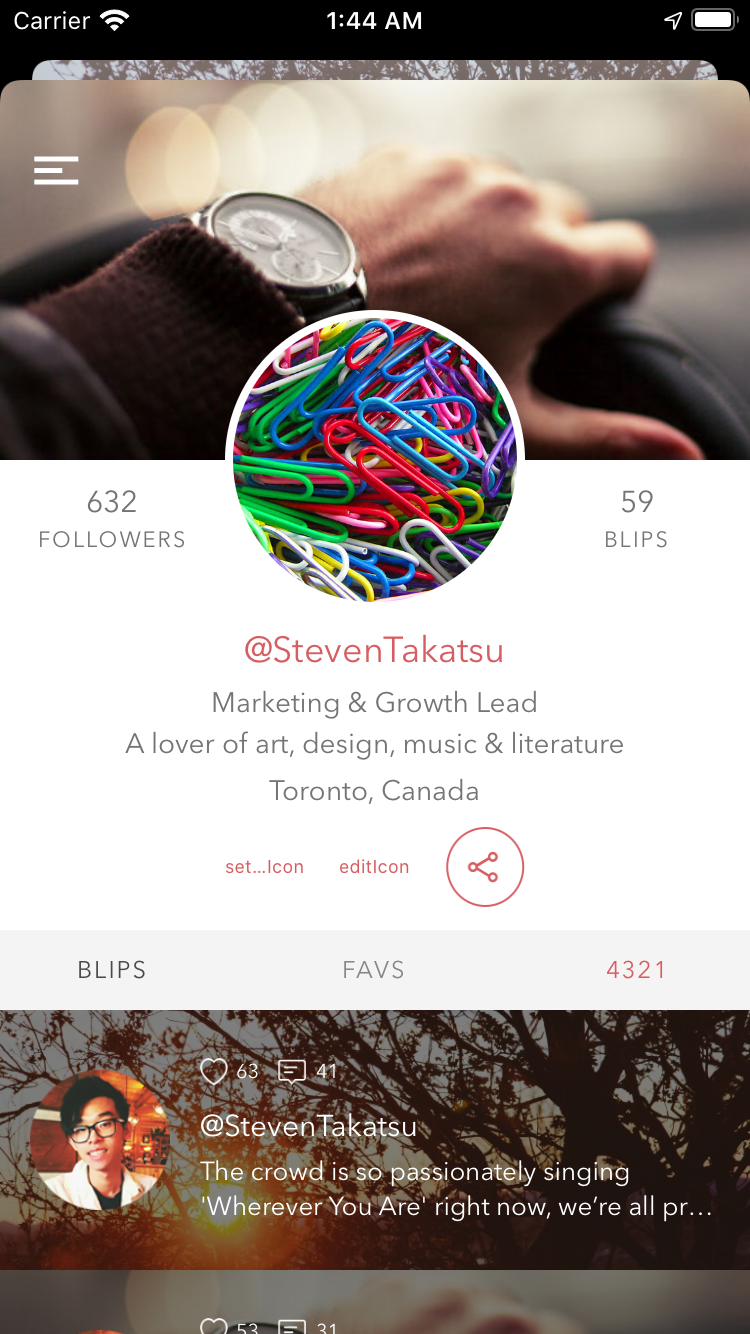 Carrier
1:44 AM
632
FOLLOWERS
59
BLIPS
@StevenTakatsu
Marketing & Growth Lead
A lover of art, design, music & literature
Toronto, Canada
set...Icon
editIcon
BLIPS
FAVS
4321
63
41
@StevenTakatsu
The crowd is so passionately singing
'Wherever You Are' right now, we’re all pr...
53
31